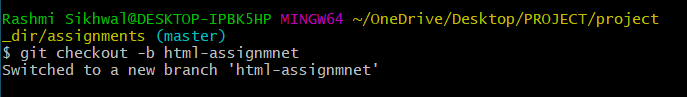 Rashmi Sikhwal@DESKTOP-IPBK5HP MINGW64 ~/OneDrive/Desktop/PROJECT/project
_dir/assignments (master)
$ git checkout -b html-assignmnet
Switched to a new branch 'html-assignmnet'